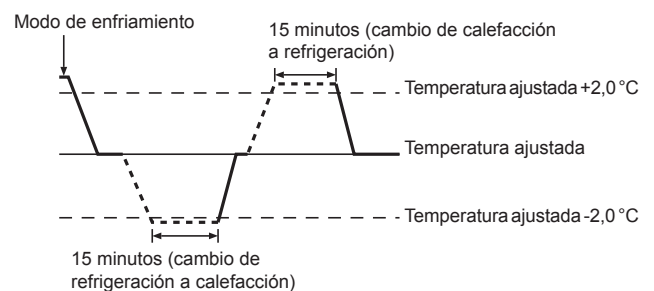 Modo de enfriamiento
15 minutos (cambio de calefacción
a refrigeración)
Temperatura ajustada +2,0 °C
Temperatura ajustada
Temperatura ajustada -2,0 °C
15 minutos (cambio de
refrigeración a calefacción)